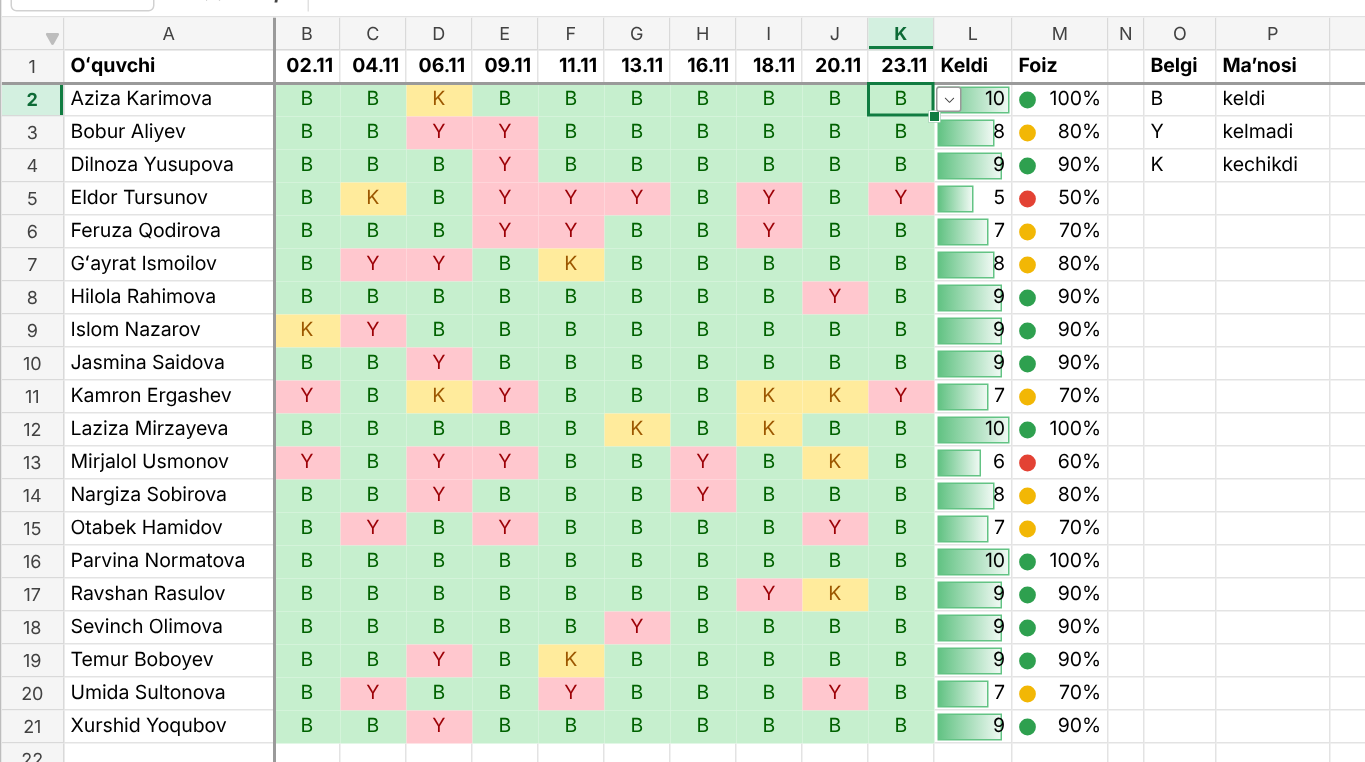 A B C D E F G H I J K L M N O P
1 Oʻquvchi 02.11 04.11 06.11 09.11 11.11 13.11 16.11 18.11 20.11 23.11 Keldi Foiz Belgi Maʼnosi
2 Aziza Karimova B B K B B B B B B B 10 100% B keldi
3 Bobur Aliyev B B Y Y B B B B B B 8 80% Y kelmadi
4 Dilnoza Yusupova B B B Y B B B B B B 9 90% K kechikdi
5 Eldor Tursunov B K B Y Y Y B Y B Y 5 50%
6 Feruza Qodirova B B B Y Y B B Y B B 7 70%
7 Gʻayrat Ismoilov B Y Y B K B B B B B 8 80%
8 Hilola Rahimova B B B B B B B B Y B 9 90%
9 Islom Nazarov K Y B B B B B B B B 9 90%
10 Jasmina Saidova B B Y B B B B B B B 9 90%
11 Kamron Ergashev Y B K Y B B B K K Y 7 70%
12 Laziza Mirzayeva B B B B B K B K B B 10 100%
13 Mirjalol Usmonov Y B Y Y B B Y B K B 6 60%
14 Nargiza Sobirova B B Y B B B Y B B B 8 80%
15 Otabek Hamidov B Y B Y B B B B Y B 7 70%
16 Parvina Normatova B B B B B B B B B B 10 100%
17 Ravshan Rasulov B B B B B B B Y K B 9 90%
18 Sevinch Olimova B B B B B Y B B B B 9 90%
19 Temur Boboyev B B Y B K B B B B B 9 90%
20 Umida Sultonova B Y B B Y B B B Y B 7 70%
21 Xurshid Yoqubov B B Y B B B B B B B 9 90%
22